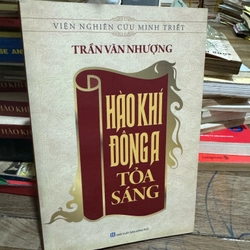 VIỆN NGHIÊN CỨU MINH TRIẾT
TRẦN VĂN NHƯỢNG
HÀO KHÍ
ĐÔNG A
TỎA
SÁNG